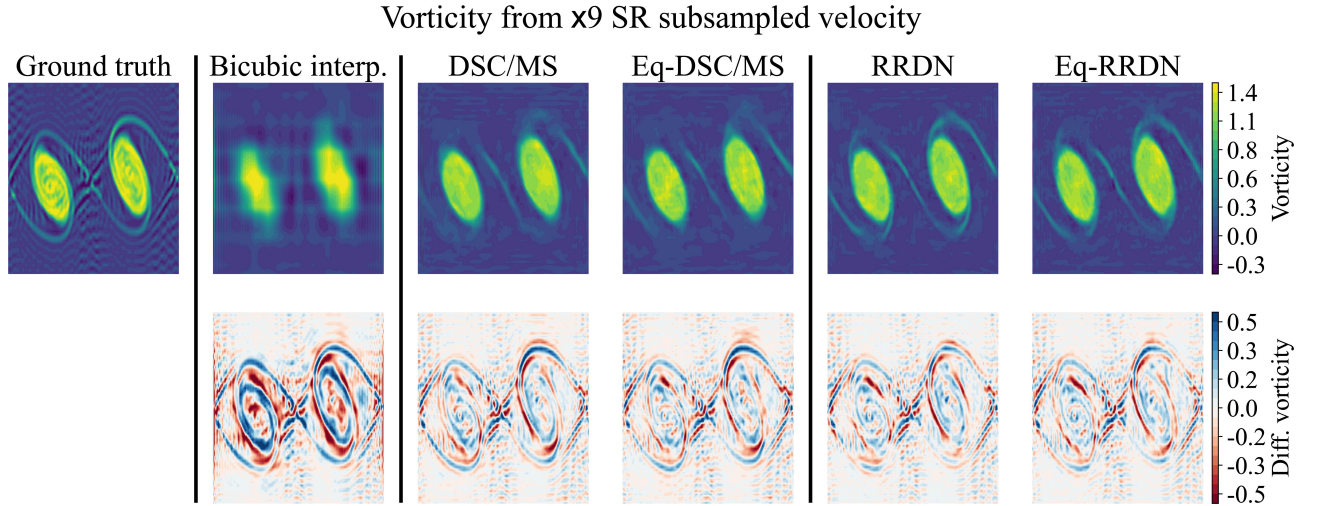 Vorticity from x9 SR subsampled velocity
Ground truth
Bicubic interp.
DSC/MS
Eq-DSC/MS
RRDN
Eq-RRDN
1.4
1.1
0.8
0.6
0.3
0.0
-0.3
Vorticity
0.5
0.3
0.2
0.0
-0.2
-0.3
-0.5
Diff. vorticity